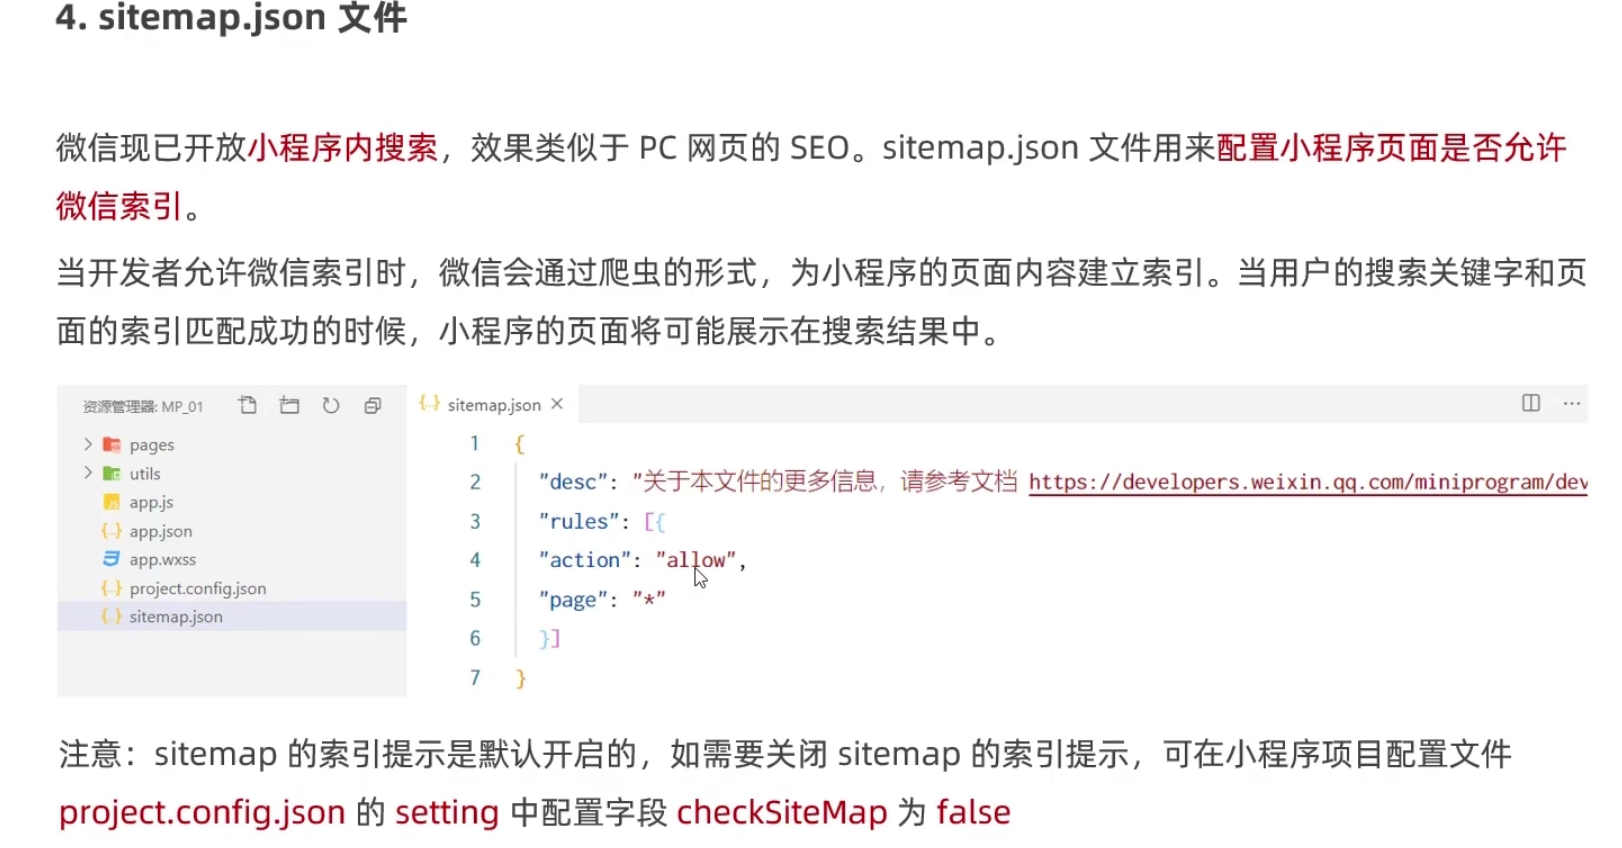 4. sitemap.json 文件
微信现已开放小程序内搜索，效果类似于 PC 网页的 SEO。sitemap.json 文件用来配置小程序页面是否允许
微信索引。
当开发者允许微信索引时，微信会通过爬虫的形式，为小程序的页面内容建立索引。当用户的搜索关键字和页
面的索引匹配成功的时候，小程序的页面将可能展示在搜索结果中。
资源管理器: MP_01
pages
utils
app.js
app.json
app.wxss
project.config.json
sitemap.json
sitemap.json
1 {
2 "desc": "关于本文件的更多信息，请参考文档 https://developers.weixin.qq.com/miniprogram/dev
3 "rules": [{
4 "action": "allow",
5 "page": "*"
6 }]
7 }
注意：sitemap 的索引提示是默认开启的，如需要关闭 sitemap 的索引提示，可在小程序项目配置文件
project.config.json 的 setting 中配置字段 checkSiteMap 为 false